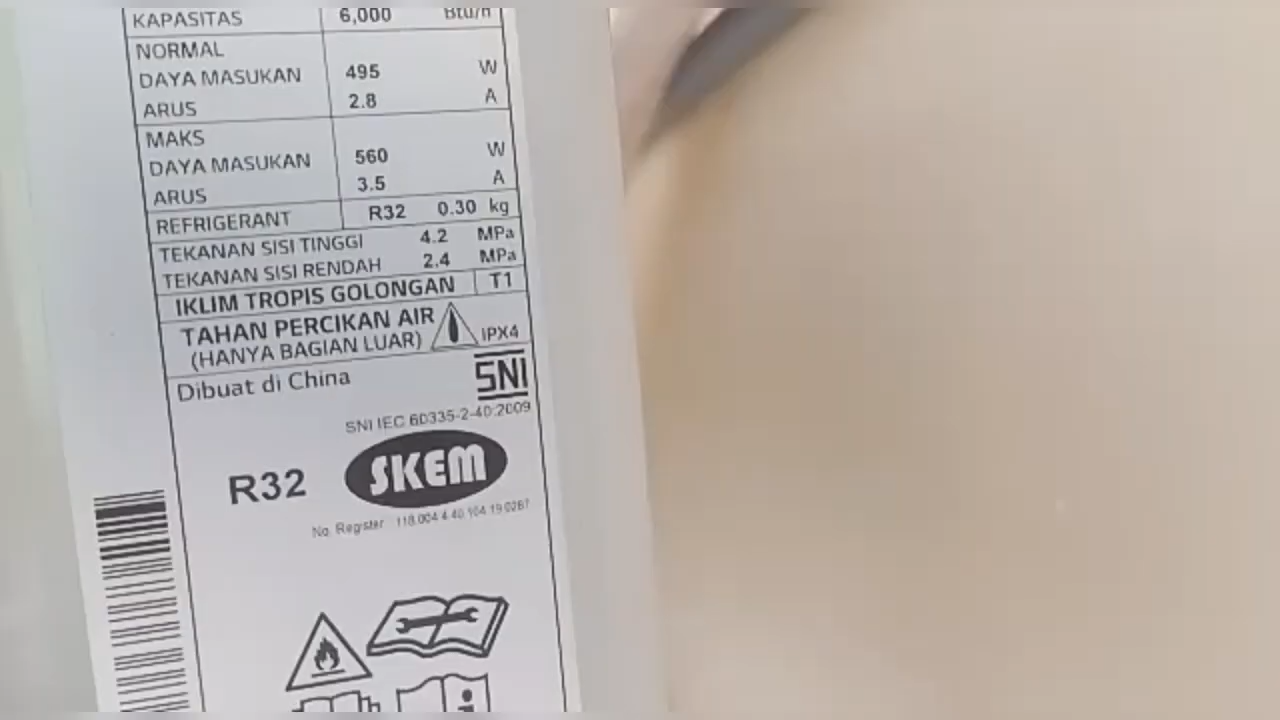 KAPASITAS 6,000 Btu/h
NORMAL
DAYA MASUKAN 495 W
ARUS 2.8 A
MAKS
DAYA MASUKAN 560 W
ARUS 3.5 A
REFRIGERANT R32 0.30 kg
TEKANAN SISI TINGGI 4.2 MPa
TEKANAN SISI RENDAH 2.4 MPa
IKLIM TROPIS GOLONGAN T1
TAHAN PERCIKAN AIR
(HANYA BAGIAN LUAR) IPX4
Dibuat di China SNI
SNI IEC 60335-2-40:2009
R32 SKEM
No. Register